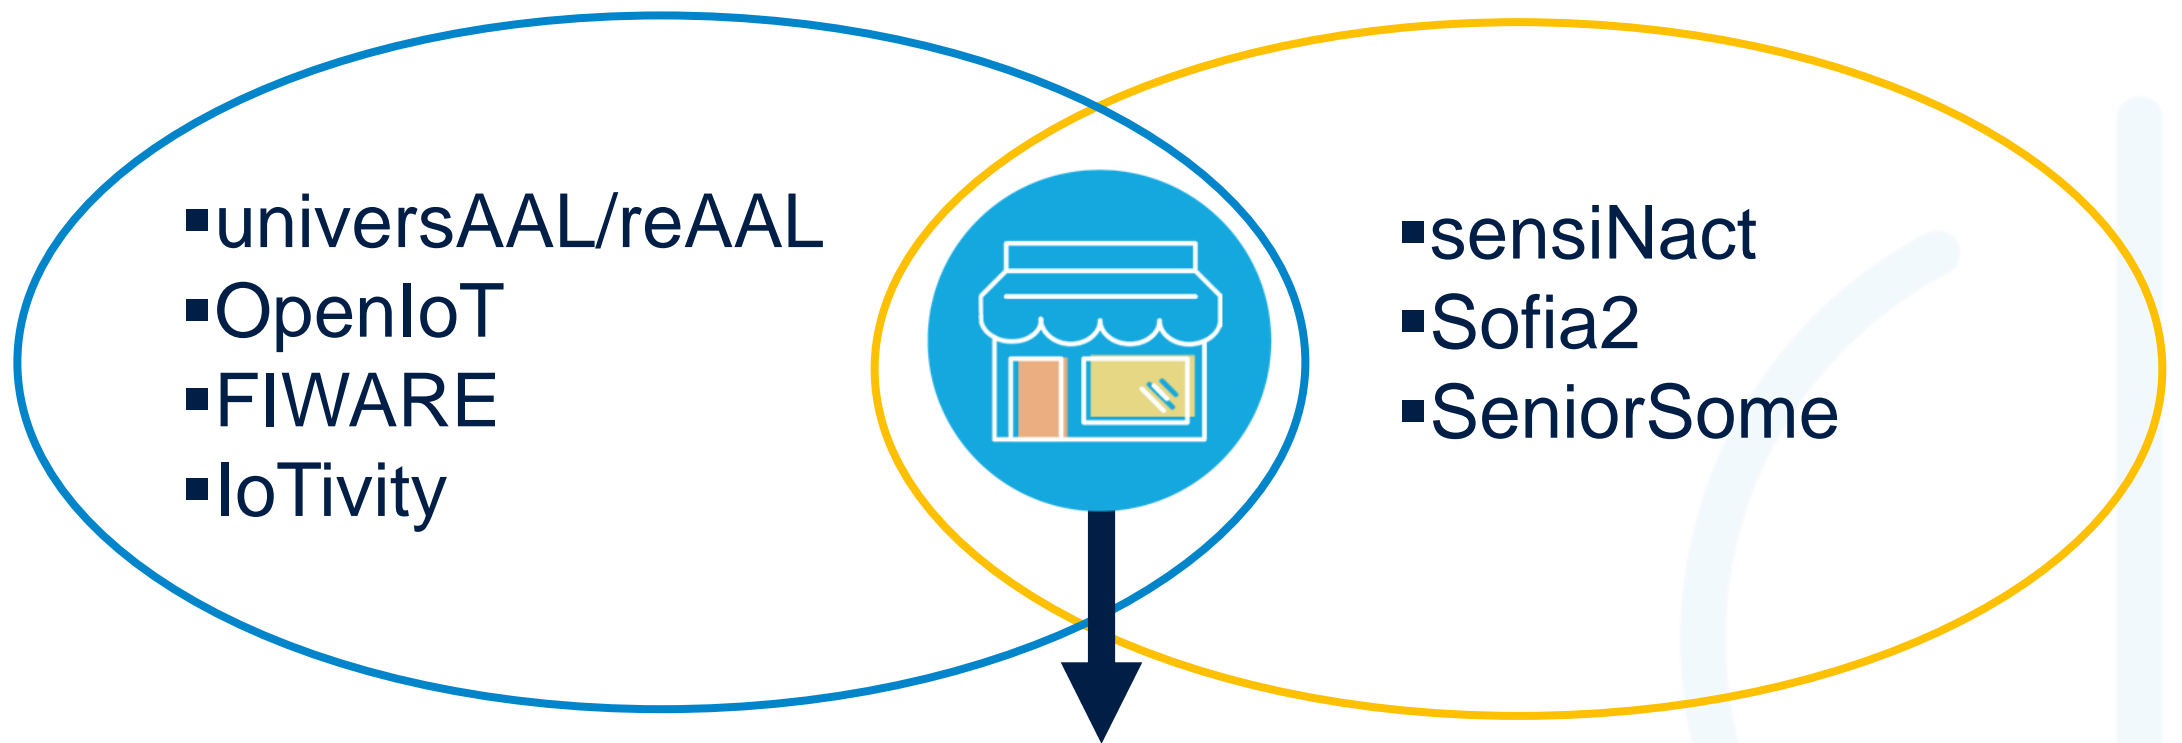 ▪universAAL/reAAL
▪OpenIoT
▪FIWARE
▪IoTivity
▪sensiNact
▪Sofia2
▪SeniorSome